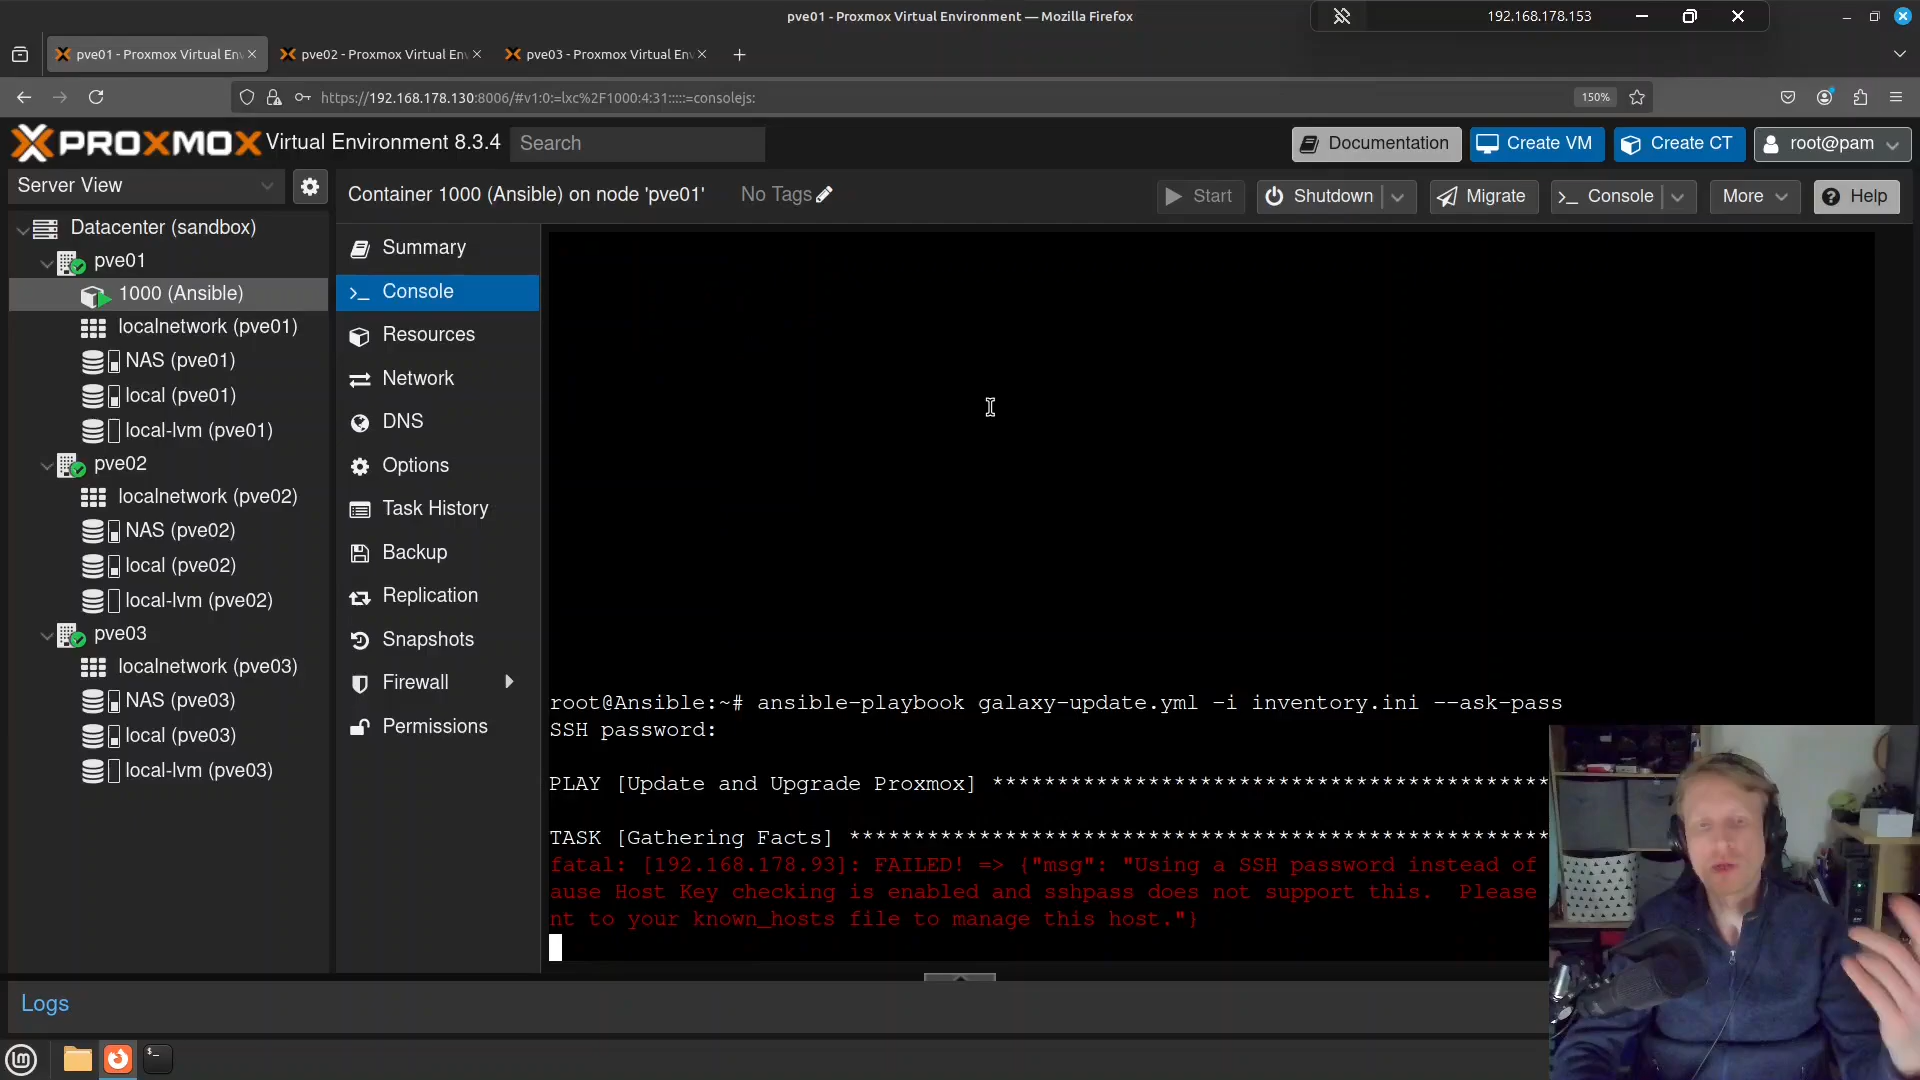 pve01 - Proxmox Virtual Environment — Mozilla Firefox
192.168.178.153
pve01 - Proxmox Virtual En
pve02 - Proxmox Virtual En
pve03 - Proxmox Virtual En
https://192.168.178.130:8006/#v1:0:=lxc%2F1000:4:31:::::=consolejs:
150%
PROXMOX Virtual Environment 8.3.4
Search
Documentation
Create VM
Create CT
root@pam
Server View
Container 1000 (Ansible) on node 'pve01'
No Tags
Start
Shutdown
Migrate
Console
More
Help
Datacenter (sandbox)
pve01
1000 (Ansible)
localnetwork (pve01)
NAS (pve01)
local (pve01)
local-lvm (pve01)
pve02
localnetwork (pve02)
NAS (pve02)
local (pve02)
local-lvm (pve02)
pve03
localnetwork (pve03)
NAS (pve03)
local (pve03)
local-lvm (pve03)
Summary
Console
Resources
Network
DNS
Options
Task History
Backup
Replication
Snapshots
Firewall
Permissions
root@Ansible:~# ansible-playbook galaxy-update.yml -i inventory.ini --ask-pass
SSH password:
PLAY [Update and Upgrade Proxmox] *******************************************
TASK [Gathering Facts] ******************************************************
fatal: [192.168.178.93]: FAILED! => {"msg": "Using a SSH password instead of
ause Host Key checking is enabled and sshpass does not support this.  Please
nt to your known_hosts file to manage this host."}
Logs